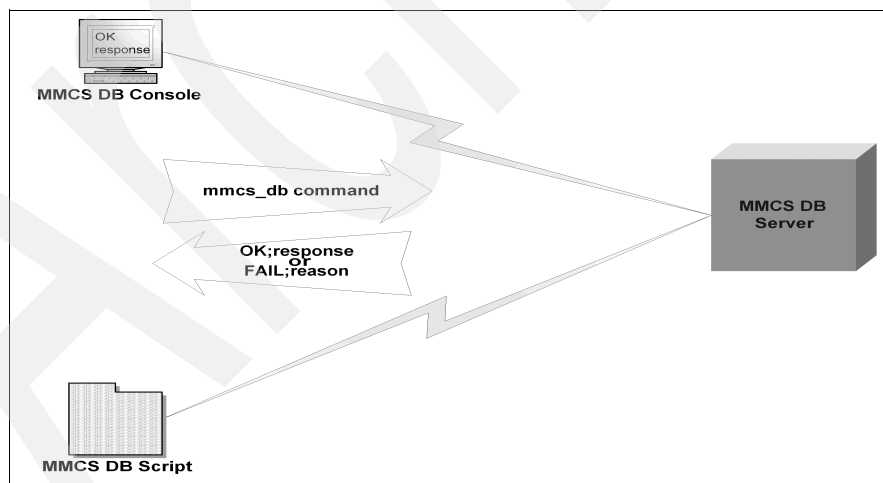 OK
response
MMCS DB Console
mmcs_db command
OK;response
or
FAIL;reason
MMCS DB
Server
MMCS DB Script